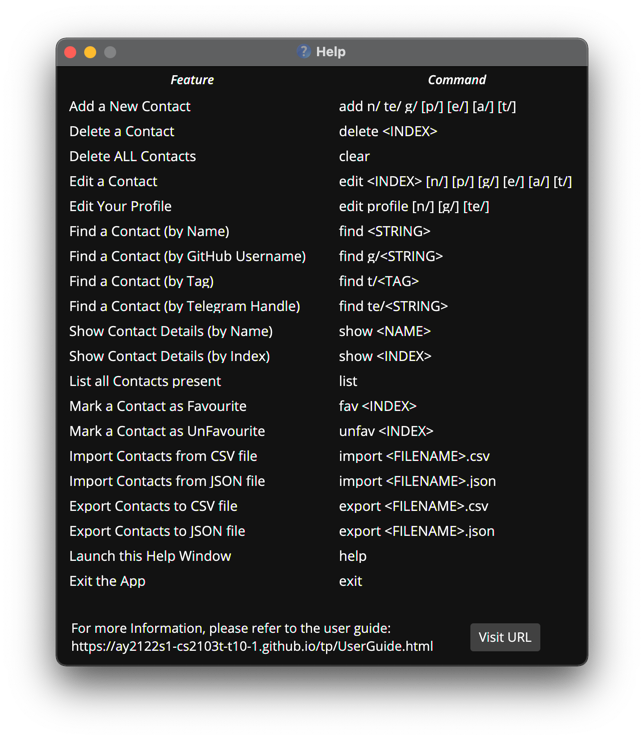 Help
Feature Command
Add a New Contact add n/ te/ g/ [p/] [e/] [a/] [t/]
Delete a Contact delete <INDEX>
Delete ALL Contacts clear
Edit a Contact edit <INDEX> [n/] [p/] [g/] [e/] [a/] [t/]
Edit Your Profile edit profile [n/] [g/] [te/]
Find a Contact (by Name) find <STRING>
Find a Contact (by GitHub Username) find g/<STRING>
Find a Contact (by Tag) find t/<TAG>
Find a Contact (by Telegram Handle) find te/<STRING>
Show Contact Details (by Name) show <NAME>
Show Contact Details (by Index) show <INDEX>
List all Contacts present list
Mark a Contact as Favourite fav <INDEX>
Mark a Contact as UnFavourite unfav <INDEX>
Import Contacts from CSV file import <FILENAME>.csv
Import Contacts from JSON file import <FILENAME>.json
Export Contacts to CSV file export <FILENAME>.csv
Export Contacts to JSON file export <FILENAME>.json
Launch this Help Window help
Exit the App exit
For more Information, please refer to the user guide:
https://ay2122s1-cs2103t-t10-1.github.io/tp/UserGuide.html
Visit URL